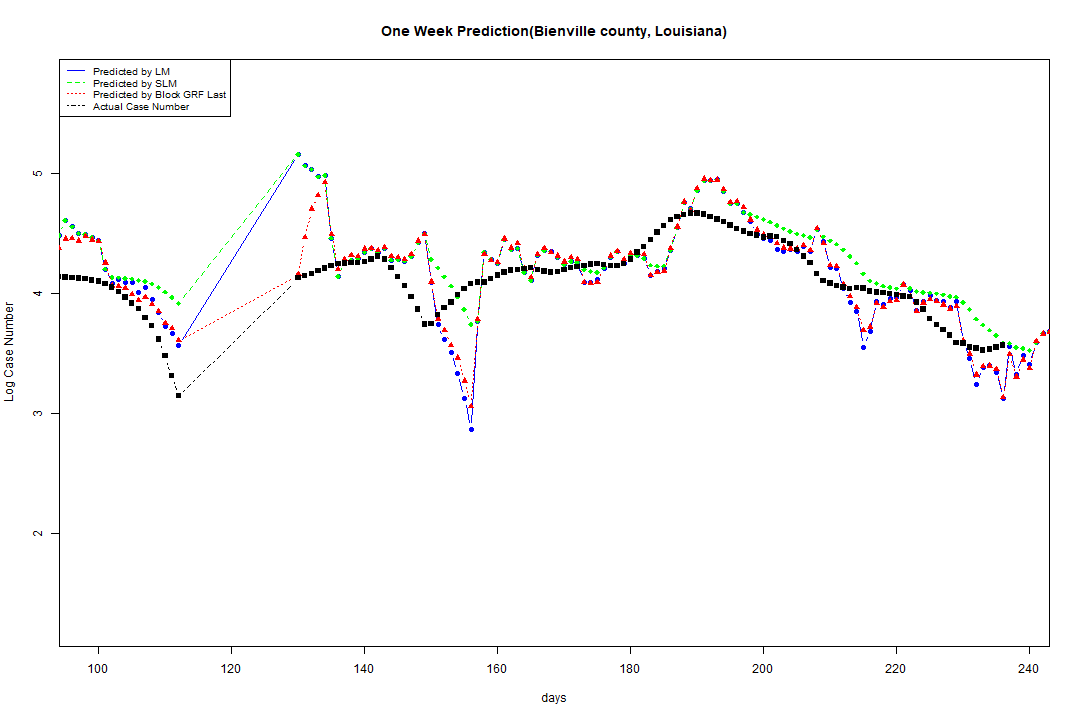 One Week Prediction(Bienville county, Louisiana)
Predicted by LM
Predicted by SLM
Predicted by Block GRF Last
Actual Case Number
Log Case Number
5
4
3
2
100 120 140 160 180 200 220 240
days